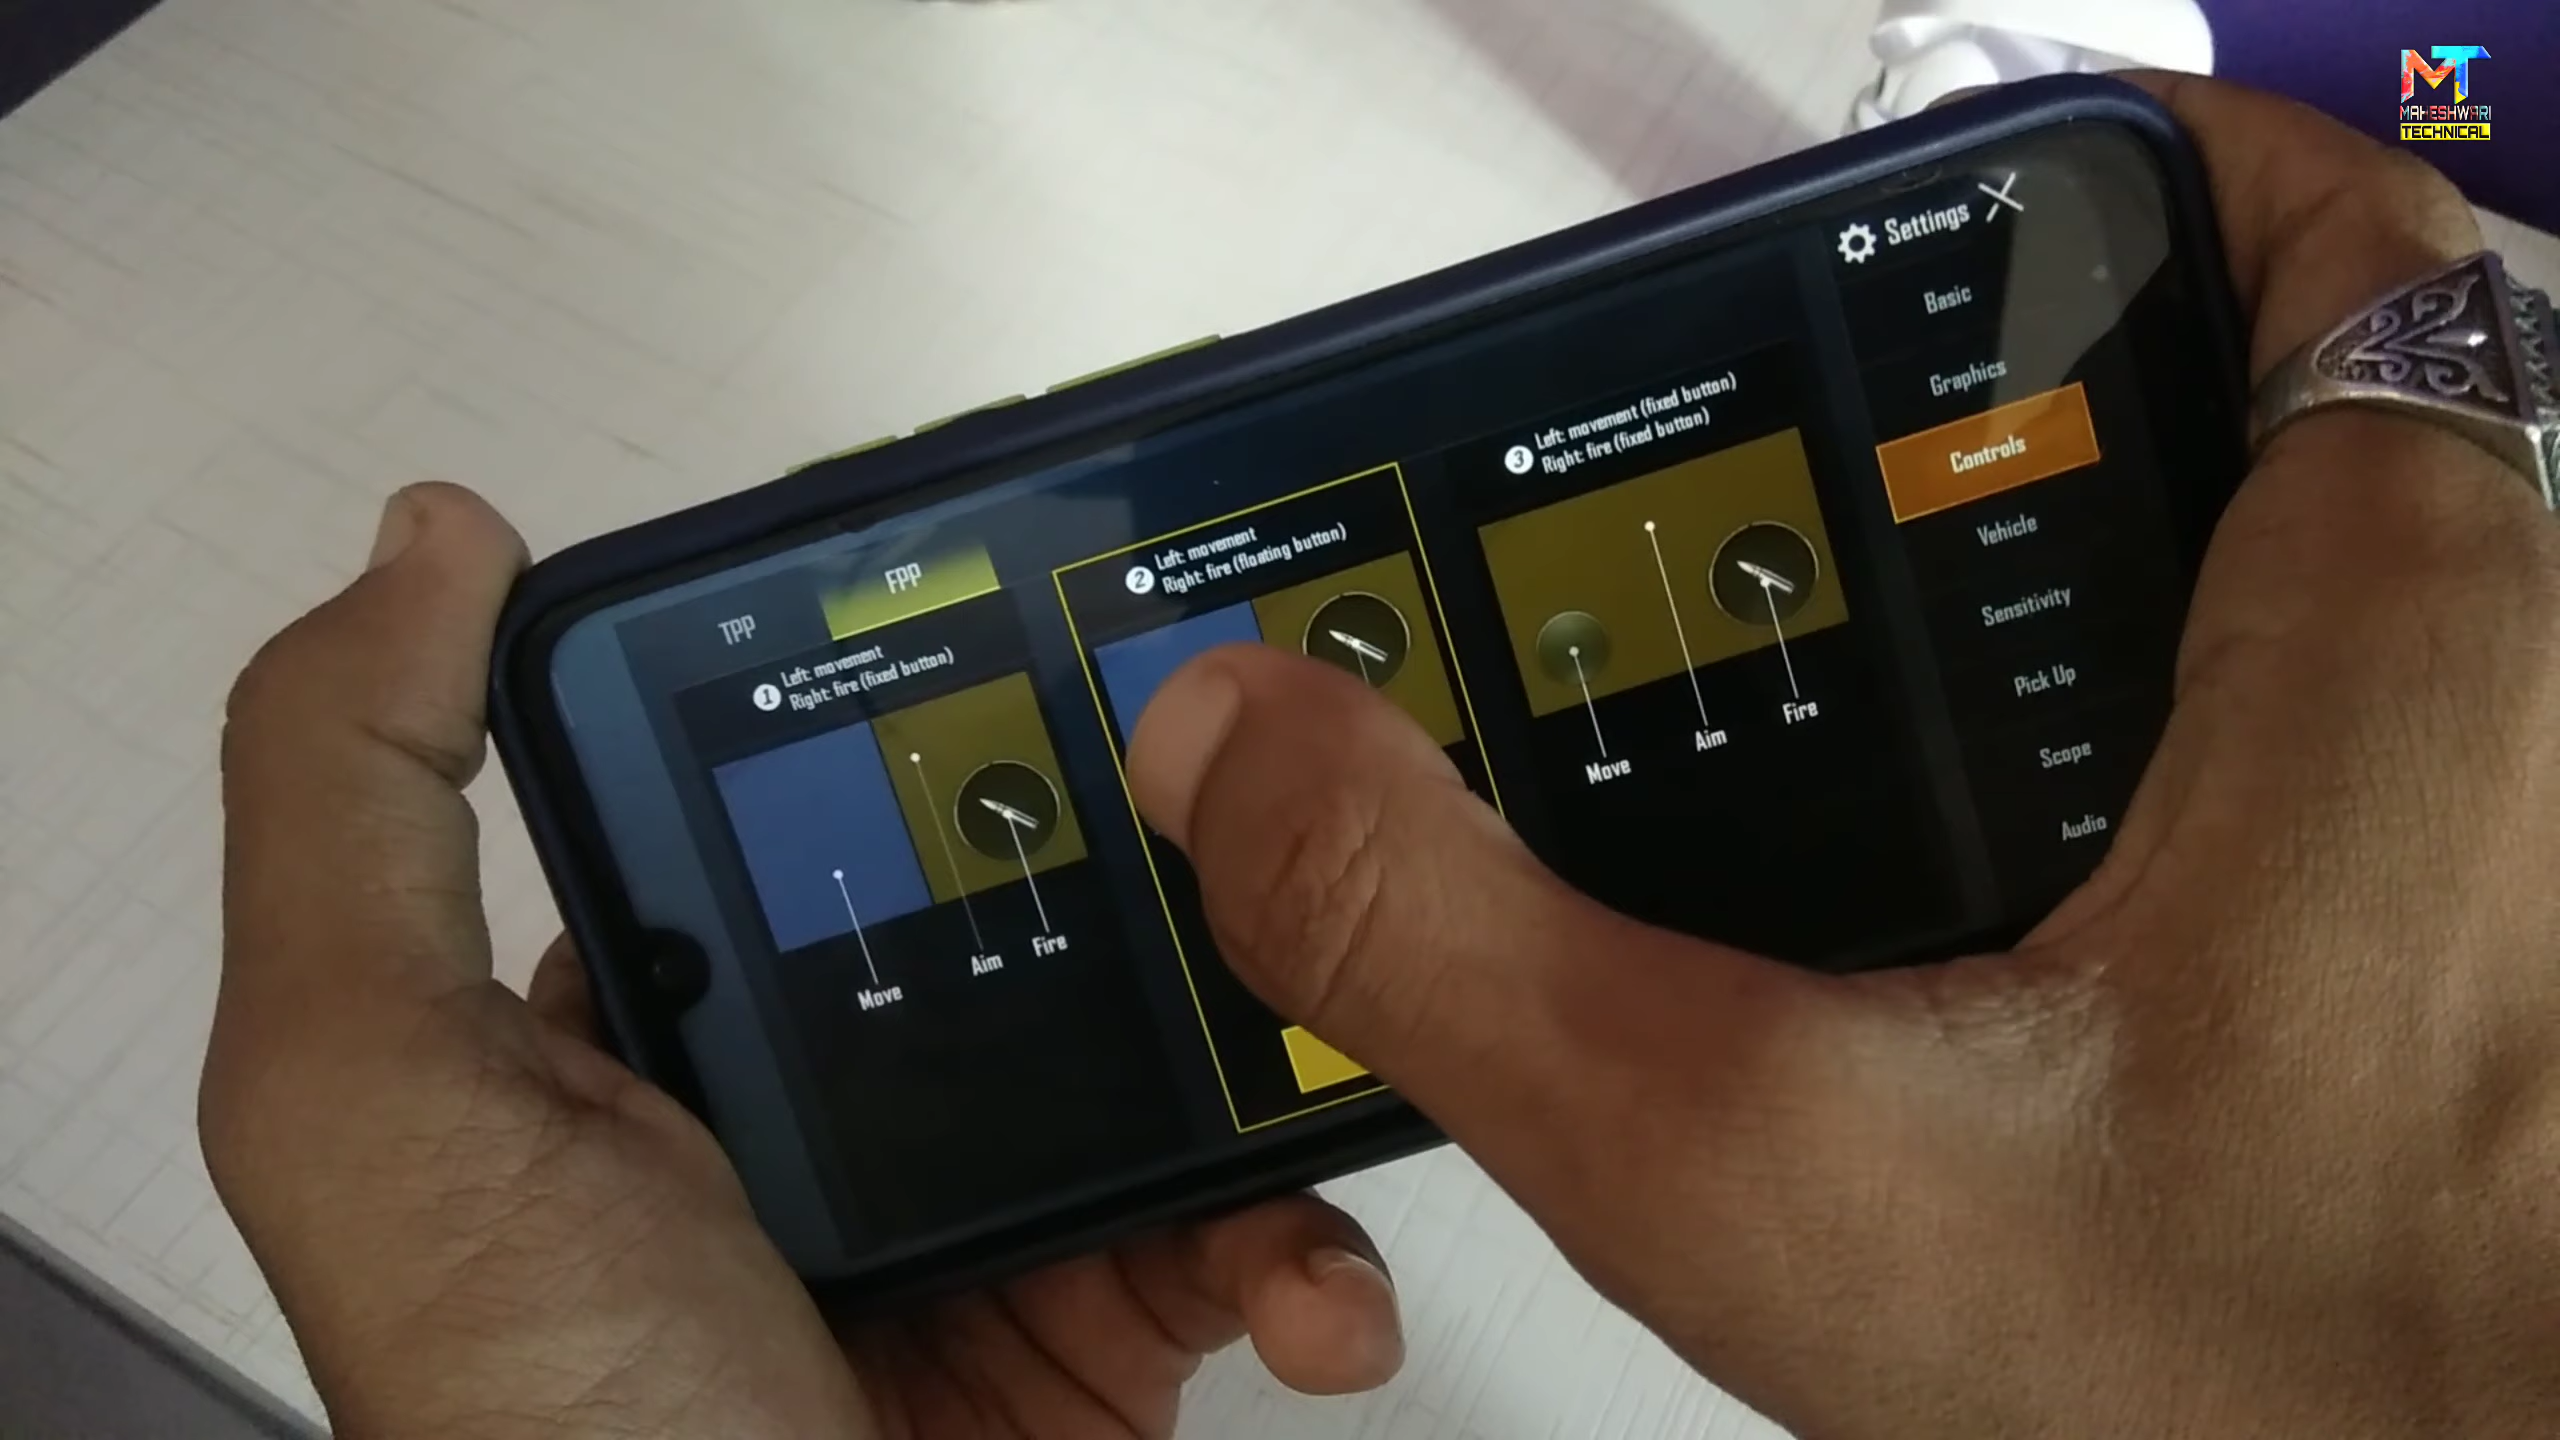 MT
MAHESHWARI
TECHNICAL
Settings
Basic
Graphics
Controls
Vehicle
Sensitivity
Pick Up
Scope
Audio
TPP
FPP
1 Left: movement
Right: fire (fixed button)
Move
Aim
Fire
2 Left: movement
Right: fire (floating button)
3 Left: movement (fixed button)
Right: fire (fixed button)
Move
Aim
Fire